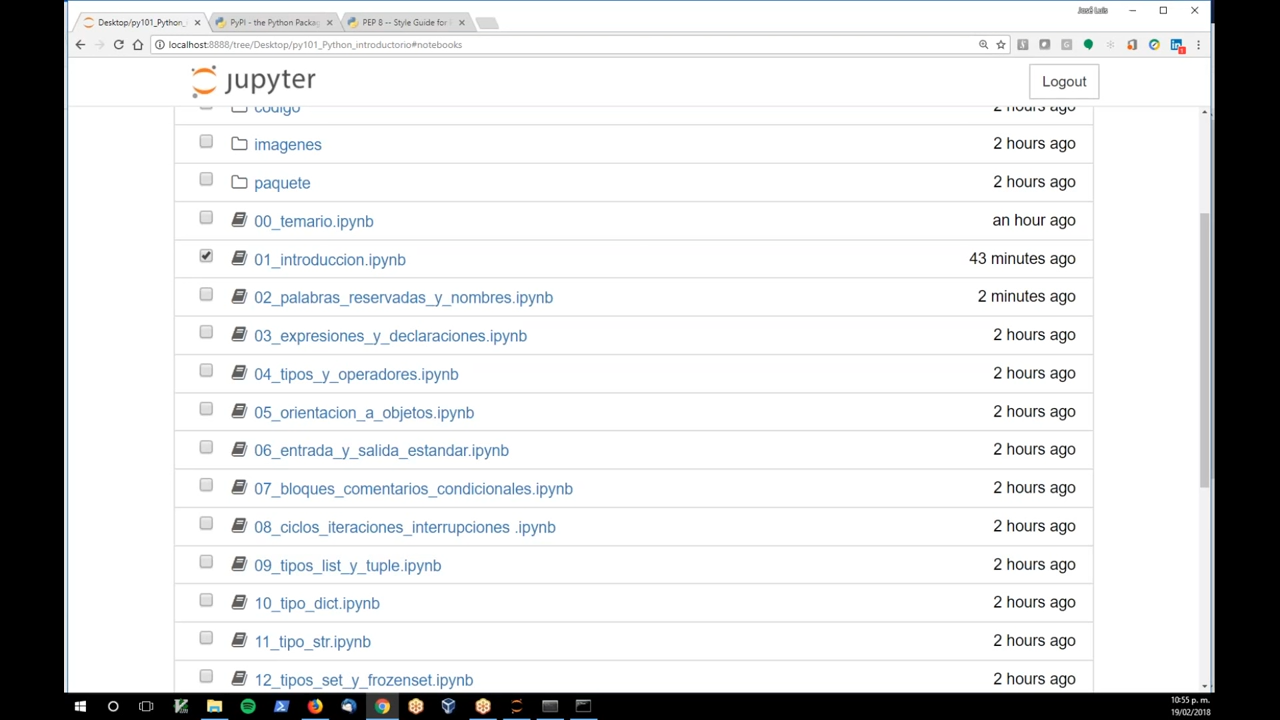 José Luis
Desktop/py101_Python_
PyPI - the Python Packag
PEP 8 -- Style Guide for
localhost:8888/tree/Desktop/py101_Python_introductorio#notebooks
jupyter
Logout
codigo 2 hours ago
imagenes 2 hours ago
paquete 2 hours ago
00_temario.ipynb an hour ago
01_introduccion.ipynb 43 minutes ago
02_palabras_reservadas_y_nombres.ipynb 2 minutes ago
03_expresiones_y_declaraciones.ipynb 2 hours ago
04_tipos_y_operadores.ipynb 2 hours ago
05_orientacion_a_objetos.ipynb 2 hours ago
06_entrada_y_salida_estandar.ipynb 2 hours ago
07_bloques_comentarios_condicionales.ipynb 2 hours ago
08_ciclos_iteraciones_interrupciones .ipynb 2 hours ago
09_tipos_list_y_tuple.ipynb 2 hours ago
10_tipo_dict.ipynb 2 hours ago
11_tipo_str.ipynb 2 hours ago
12_tipos_set_y_frozenset.ipynb 2 hours ago
10:55 p. m.
19/02/2018